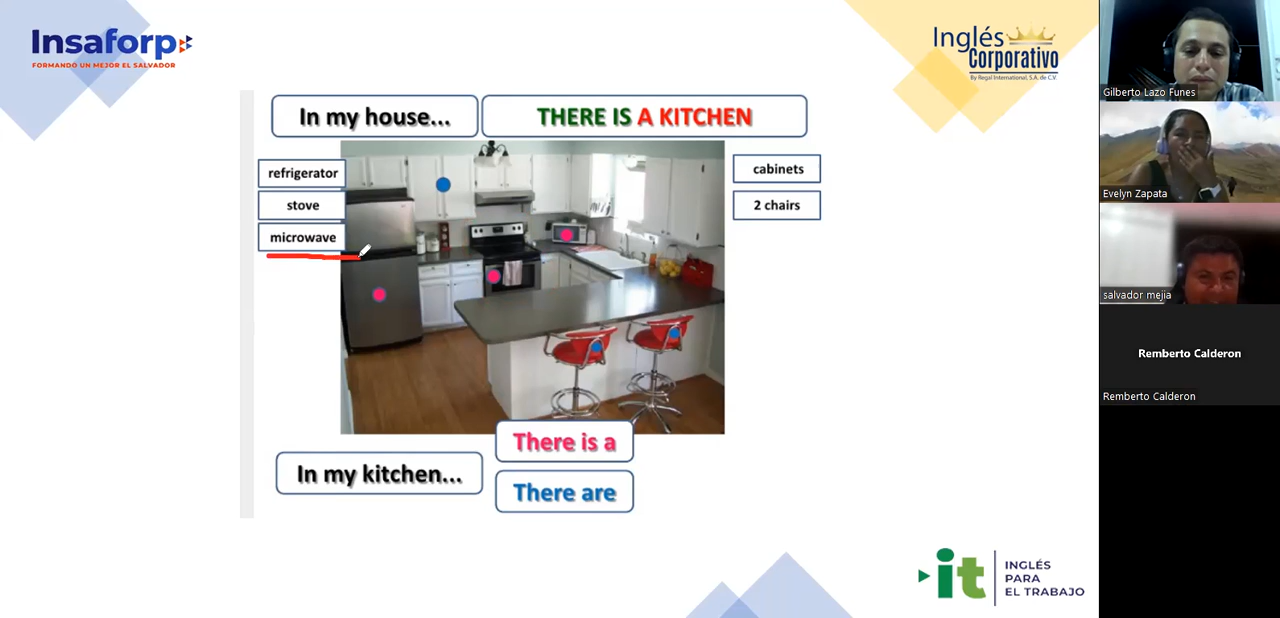 Insaforp
FORMANDO UN MEJOR EL SALVADOR
Inglés
Corporativo
By Regal International, S.A. de C.V.
In my house...
THERE IS A KITCHEN
refrigerator
stove
microwave
cabinets
2 chairs
There is a
In my kitchen...
There are
it
INGLÉS
PARA
EL TRABAJO
Gilberto Lazo Funes
Evelyn Zapata
salvador mejia
Remberto Calderon
Remberto Calderon